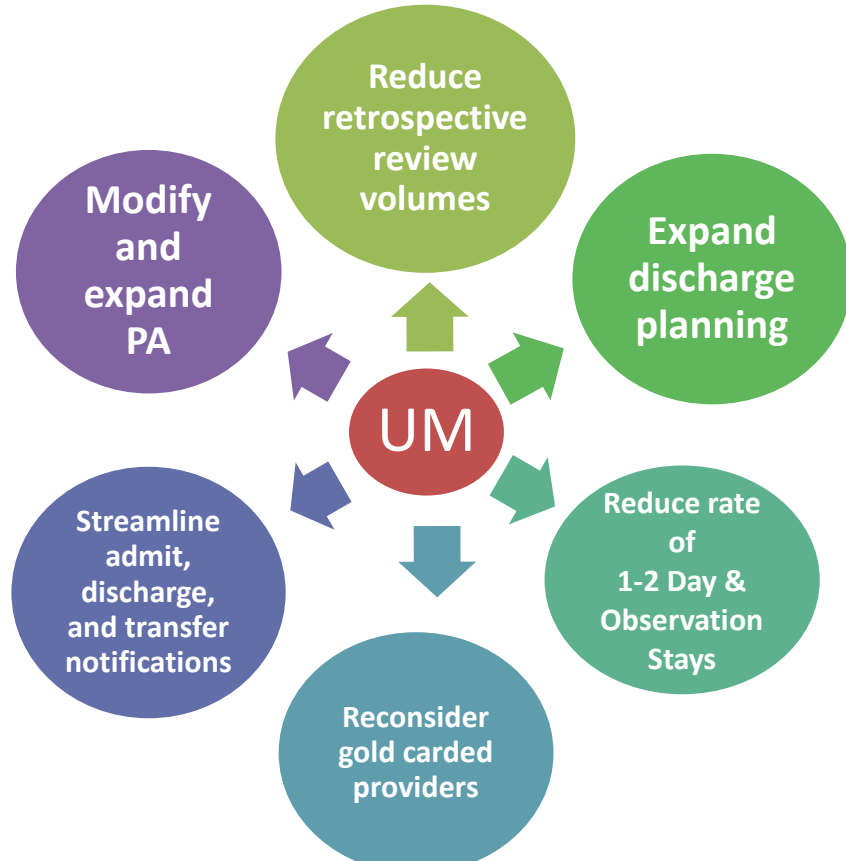 Reduce
retrospective
review
volumes
Expand
discharge
planning
Reduce rate
of
1-2 Day &
Observation
Stays
Reconsider
gold carded
providers
Streamline
admit,
discharge,
and transfer
notifications
Modify
and
expand
PA
UM